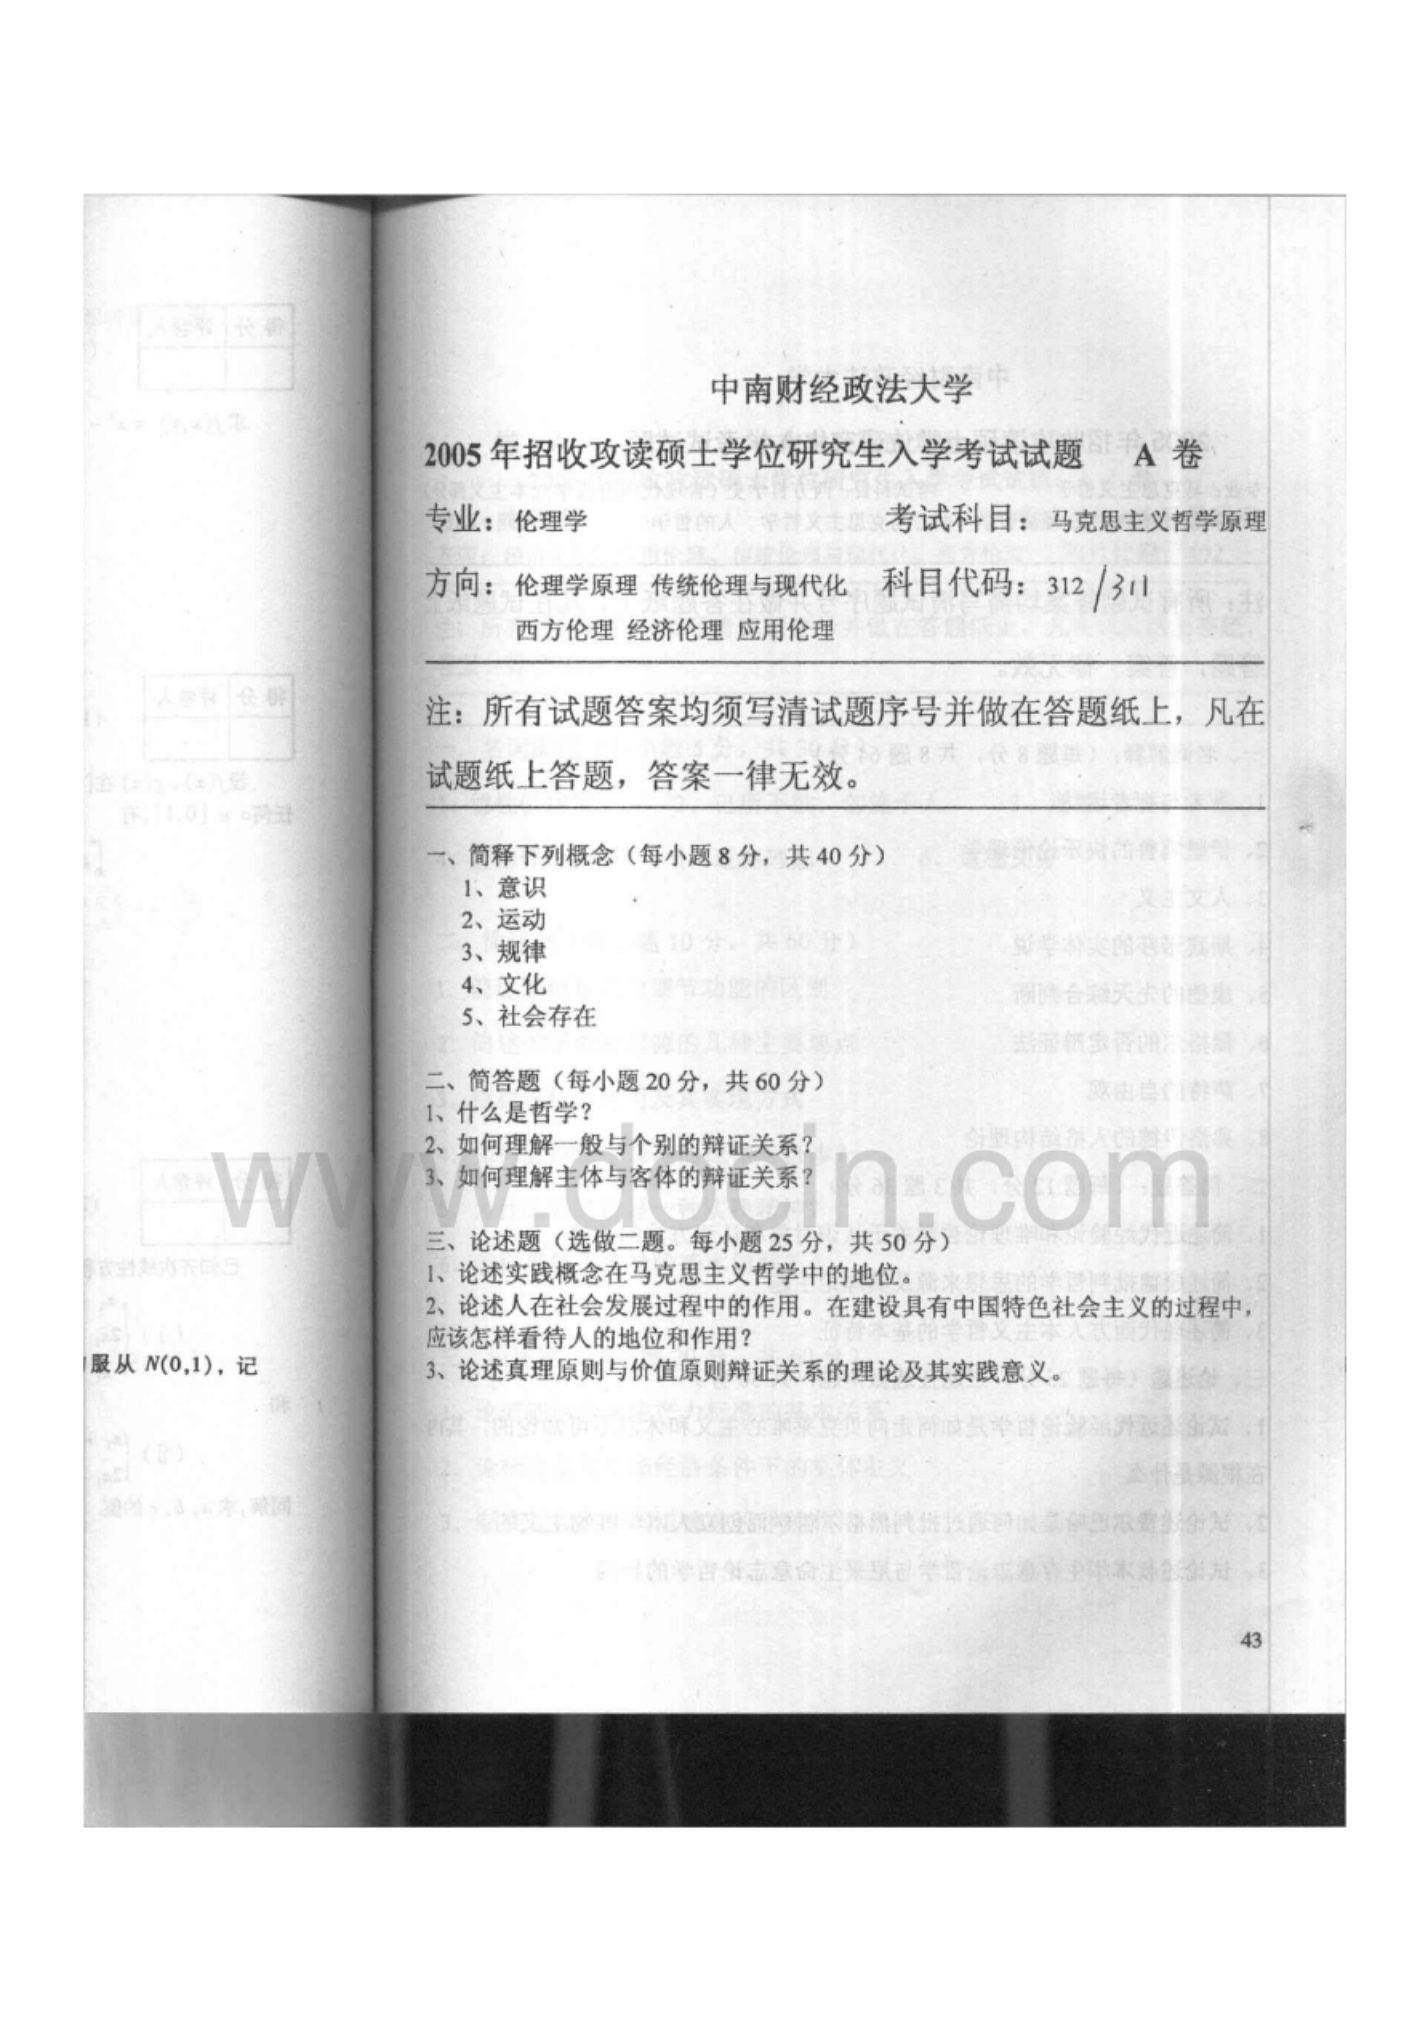 中南财经政法大学
2005年招收攻读硕士学位研究生入学考试试题 A 卷
专业：伦理学 考试科目：马克思主义哲学原理
方向：伦理学原理 传统伦理与现代化 科目代码：312/311
西方伦理 经济伦理 应用伦理
注：所有试题答案均须写清试题序号并做在答题纸上，凡在
试题纸上答题，答案一律无效。
一、简释下列概念（每小题8分，共40分）
1、意识
2、运动
3、规律
4、文化
5、社会存在
二、简答题（每小题20分，共60分）
1、什么是哲学？
2、如何理解一般与个别的辩证关系？
3、如何理解主体与客体的辩证关系？
www.docin.com
三、论述题（选做二题。每小题25分，共50分）
1、论述实践概念在马克思主义哲学中的地位。
2、论述人在社会发展过程中的作用。在建设具有中国特色社会主义的过程中，
应该怎样看待人的地位和作用？
3、论述真理原则与价值原则辩证关系的理论及其实践意义。
服从 N(0,1)，记
43